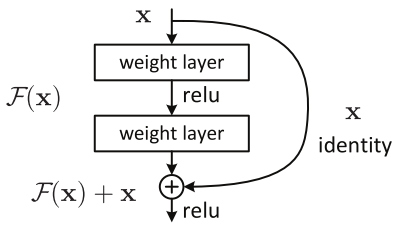 x
weight layer
F(x)
relu
x
weight layer
identity
F(x) + x
+
relu